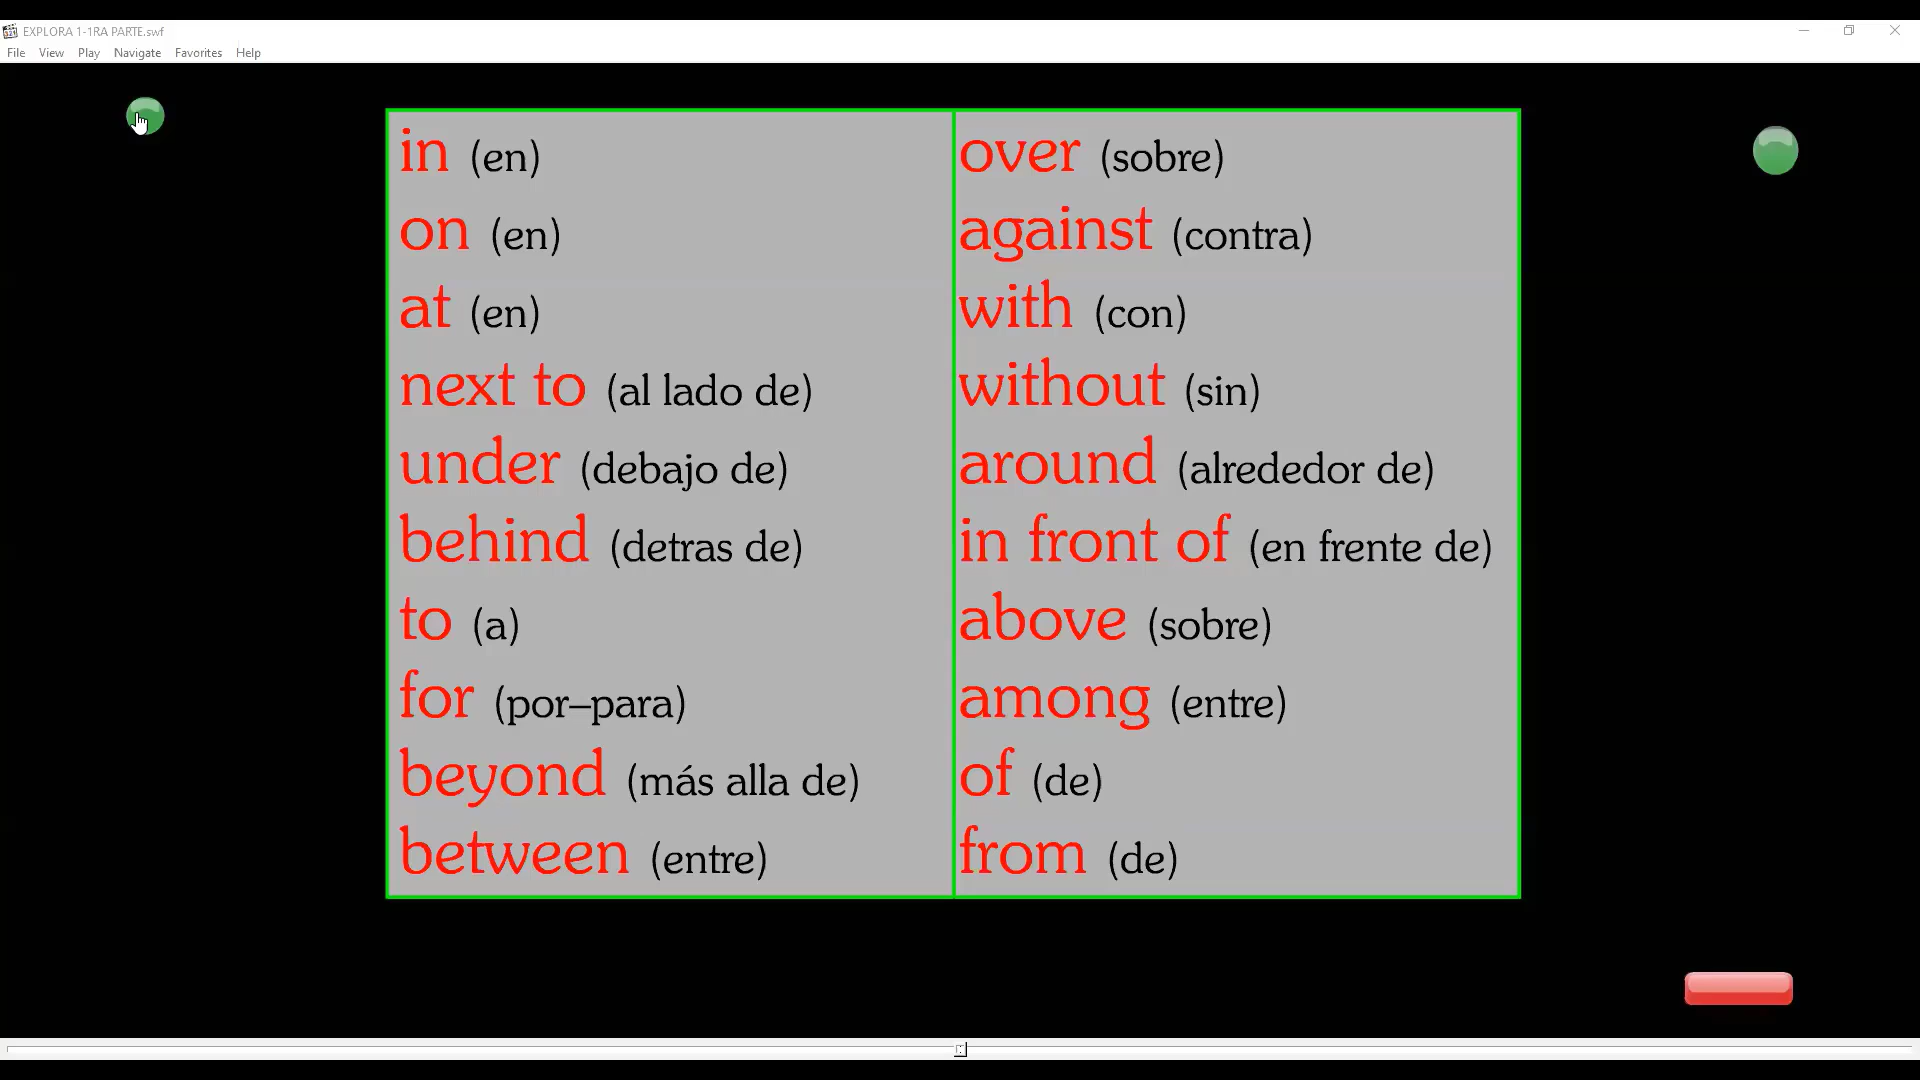 EXPLORA 1-1RA PARTE.swf
File View Play Navigate Favorites Help
in (en)
on (en)
at (en)
next to (al lado de)
under (debajo de)
behind (detras de)
to (a)
for (por–para)
beyond (más alla de)
between (entre)
over (sobre)
against (contra)
with (con)
without (sin)
around (alrededor de)
in front of (en frente de)
above (sobre)
among (entre)
of (de)
from (de)